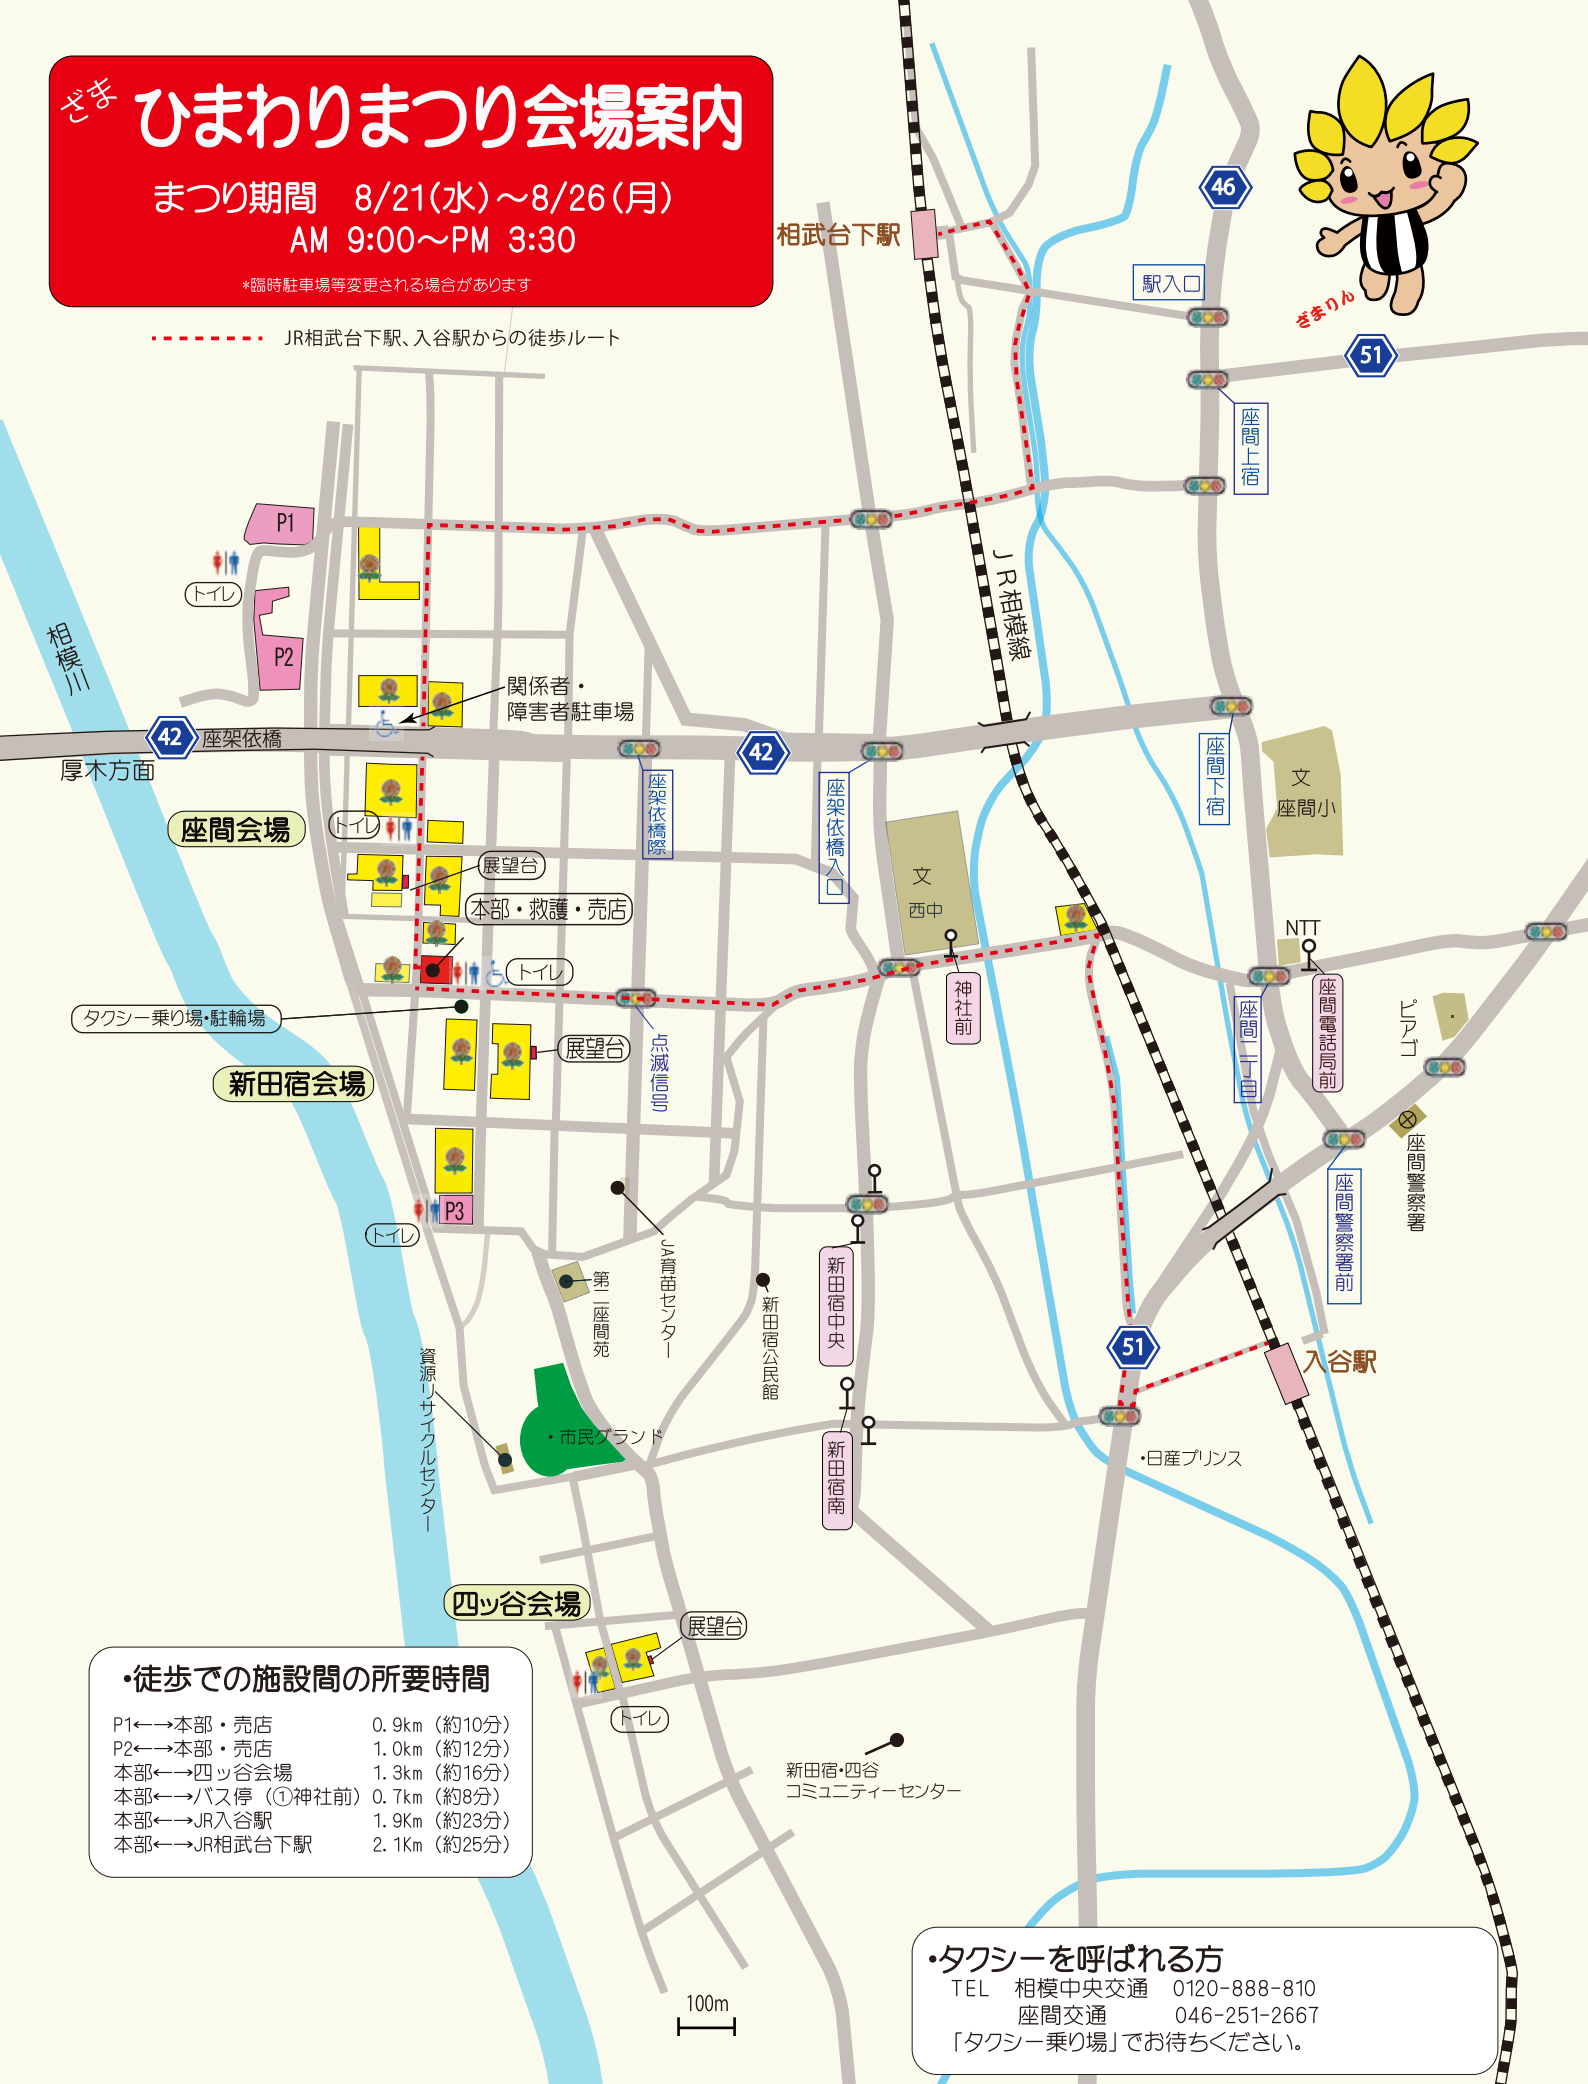 ざま
ひまわりまつり会場案内
まつり期間　8/21(水)～8/26(月)
AM 9:00～PM 3:30
*臨時駐車場等変更される場合があります
JR相武台下駅、入谷駅からの徒歩ルート
相武台下駅
46
駅入口
ざまりん
51
座間上宿
P1
トイレ
P2
相模川
JR相模線
関係者・
障害者駐車場
42
座架依橋
厚木方面
42
座架依橋際
座架依橋入口
座間下宿
文
座間小
座間会場
トイレ
展望台
本部・救護・売店
トイレ
文
西中
神社前
NTT
座間電話局前
座間二丁目
ピアゴ
タクシー乗り場・駐輪場
展望台
点滅信号
新田宿会場
座間警察署
座間警察署前
P3
トイレ
JA育苗センター
第二座間苑
新田宿公民館
新田宿中央
51
入谷駅
資源リサイクルセンター
・市民グランド
新田宿南
・日産プリンス
四ッ谷会場
展望台
トイレ
新田宿・四谷
コミュニティーセンター
・徒歩での施設間の所要時間
P1←→本部・売店　0.9km（約10分）
P2←→本部・売店　1.0km（約12分）
本部←→四ッ谷会場　1.3km（約16分）
本部←→バス停（①神社前）0.7km（約8分）
本部←→JR入谷駅　1.9Km（約23分）
本部←→JR相武台下駅　2.1Km（約25分）
100m
・タクシーを呼ばれる方
TEL　相模中央交通　0120-888-810
座間交通　046-251-2667
「タクシー乗り場」でお待ちください。